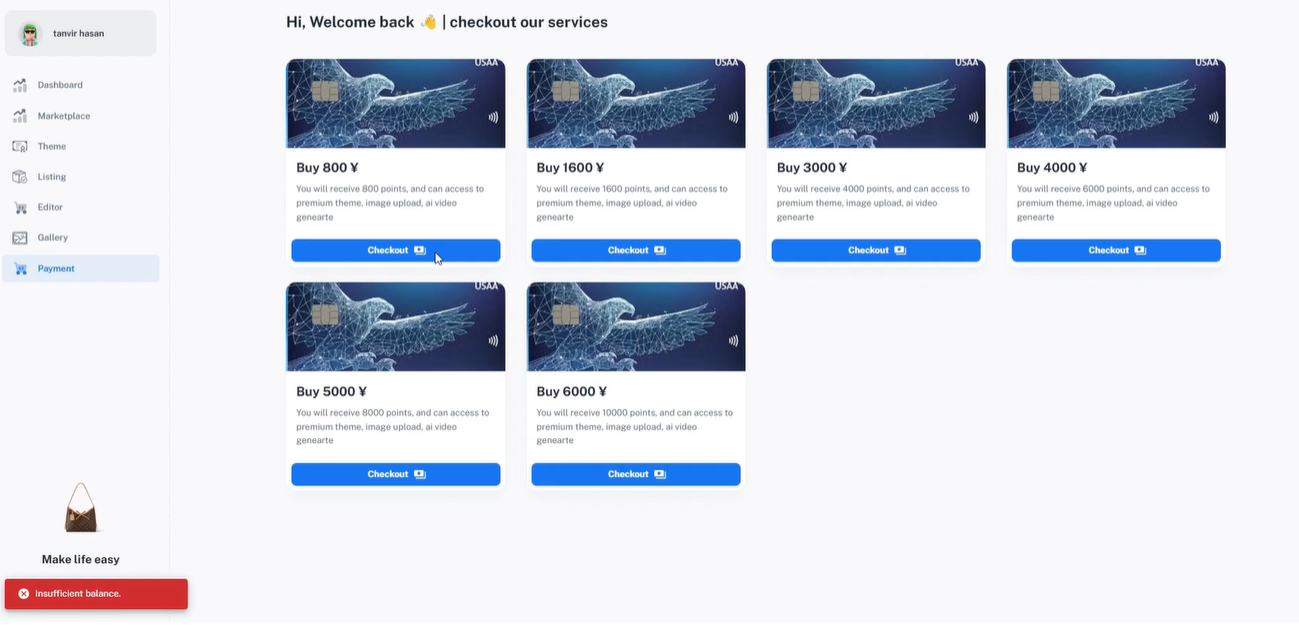 tanvir hasan
Dashboard
Marketplace
Theme
Listing
Editor
Gallery
Payment
Make life easy
Insufficient balance.
Hi, Welcome back 👋 | checkout our services
USAA
Buy 800 ¥
You will receive 800 points, and can access to
premium theme, image upload, ai video
genearte
Checkout
USAA
Buy 1600 ¥
You will receive 1600 points, and can access to
premium theme, image upload, ai video
genearte
Checkout
USAA
Buy 3000 ¥
You will receive 4000 points, and can access to
premium theme, image upload, ai video
genearte
Checkout
USAA
Buy 4000 ¥
You will receive 6000 points, and can access to
premium theme, image upload, ai video
genearte
Checkout
USAA
Buy 5000 ¥
You will receive 8000 points, and can access to
premium theme, image upload, ai video
genearte
Checkout
USAA
Buy 6000 ¥
You will receive 10000 points, and can access to
premium theme, image upload, ai video
genearte
Checkout